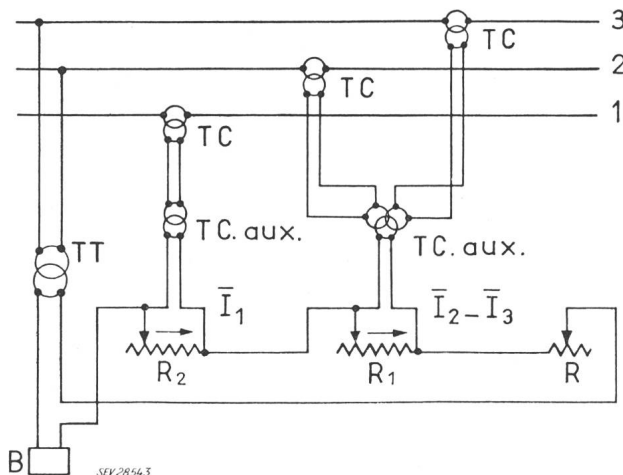 3
TC
2
TC
1
TC
TC. aux.
TC. aux.
TT
I̅₁
I̅₂ – I̅₃
R₂
R₁
R
B
SEV 28543